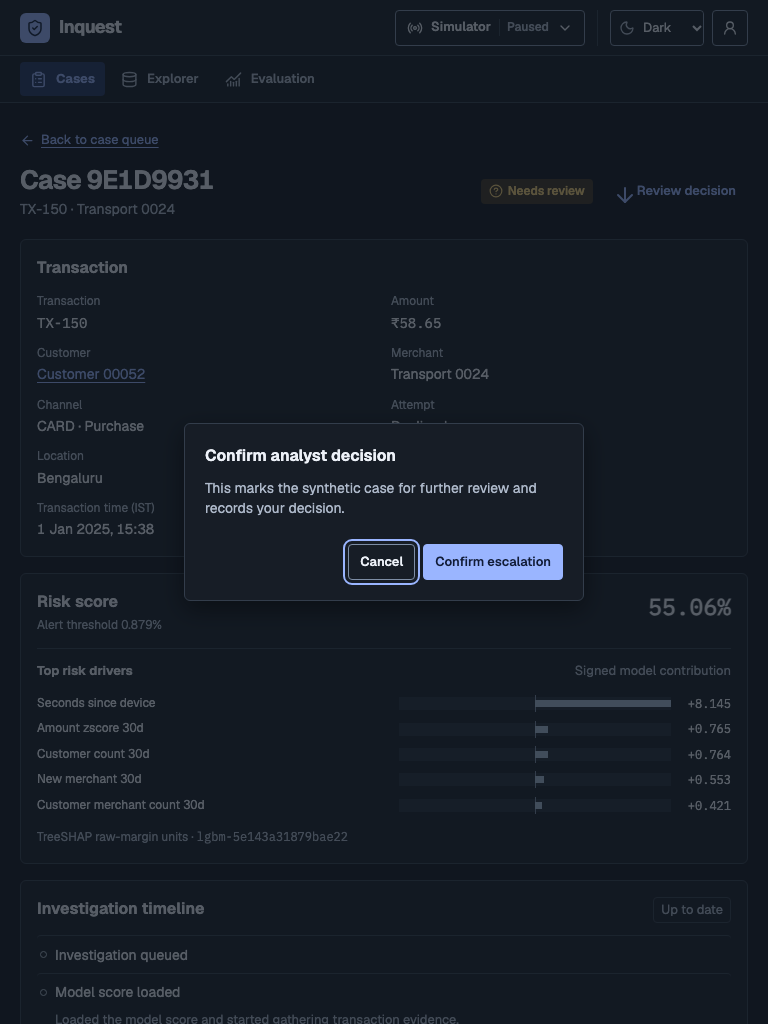 Inquest
Simulator Paused
Dark
Cases
Explorer
Evaluation
Back to case queue
Case 9E1D9931
TX-150 · Transport 0024
Needs review
Review decision
Transaction
Transaction
TX-150
Amount
₹58.65
Customer
Customer 00052
Merchant
Transport 0024
Channel
CARD · Purchase
Attempt
Location
Bengaluru
Transaction time (IST)
1 Jan 2025, 15:38
Confirm analyst decision
This marks the synthetic case for further review and
records your decision.
Cancel
Confirm escalation
Risk score
Alert threshold 0.879%
55.06%
Top risk drivers
Signed model contribution
Seconds since device +8.145
Amount zscore 30d +0.765
Customer count 30d +0.764
New merchant 30d +0.553
Customer merchant count 30d +0.421
TreeSHAP raw-margin units · lgbm-5e143a31879bae22
Investigation timeline
Up to date
Investigation queued
Model score loaded
Loaded the model score and started gathering transaction evidence.